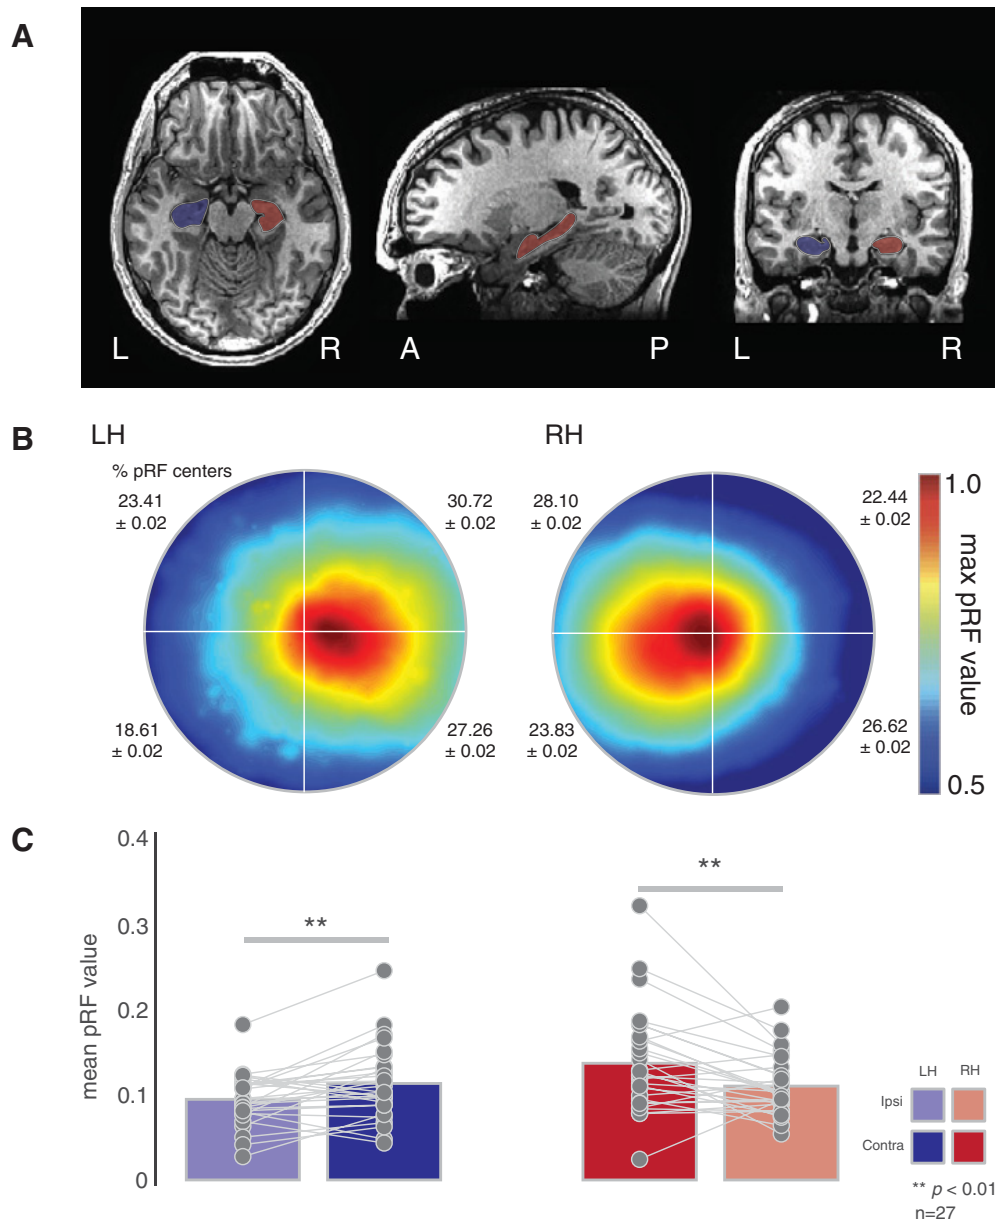 A
L R A P L R
B
LH RH
% pRF centers
23.41
± 0.02
30.72
± 0.02
28.10
± 0.02
22.44
± 0.02
18.61
± 0.02
27.26
± 0.02
23.83
± 0.02
26.62
± 0.02
1.0
max pRF value
0.5
C
mean pRF value
0.4
0.3
0.2
0.1
0
**
**
LH RH
Ipsi
Contra
** p < 0.01
n=27